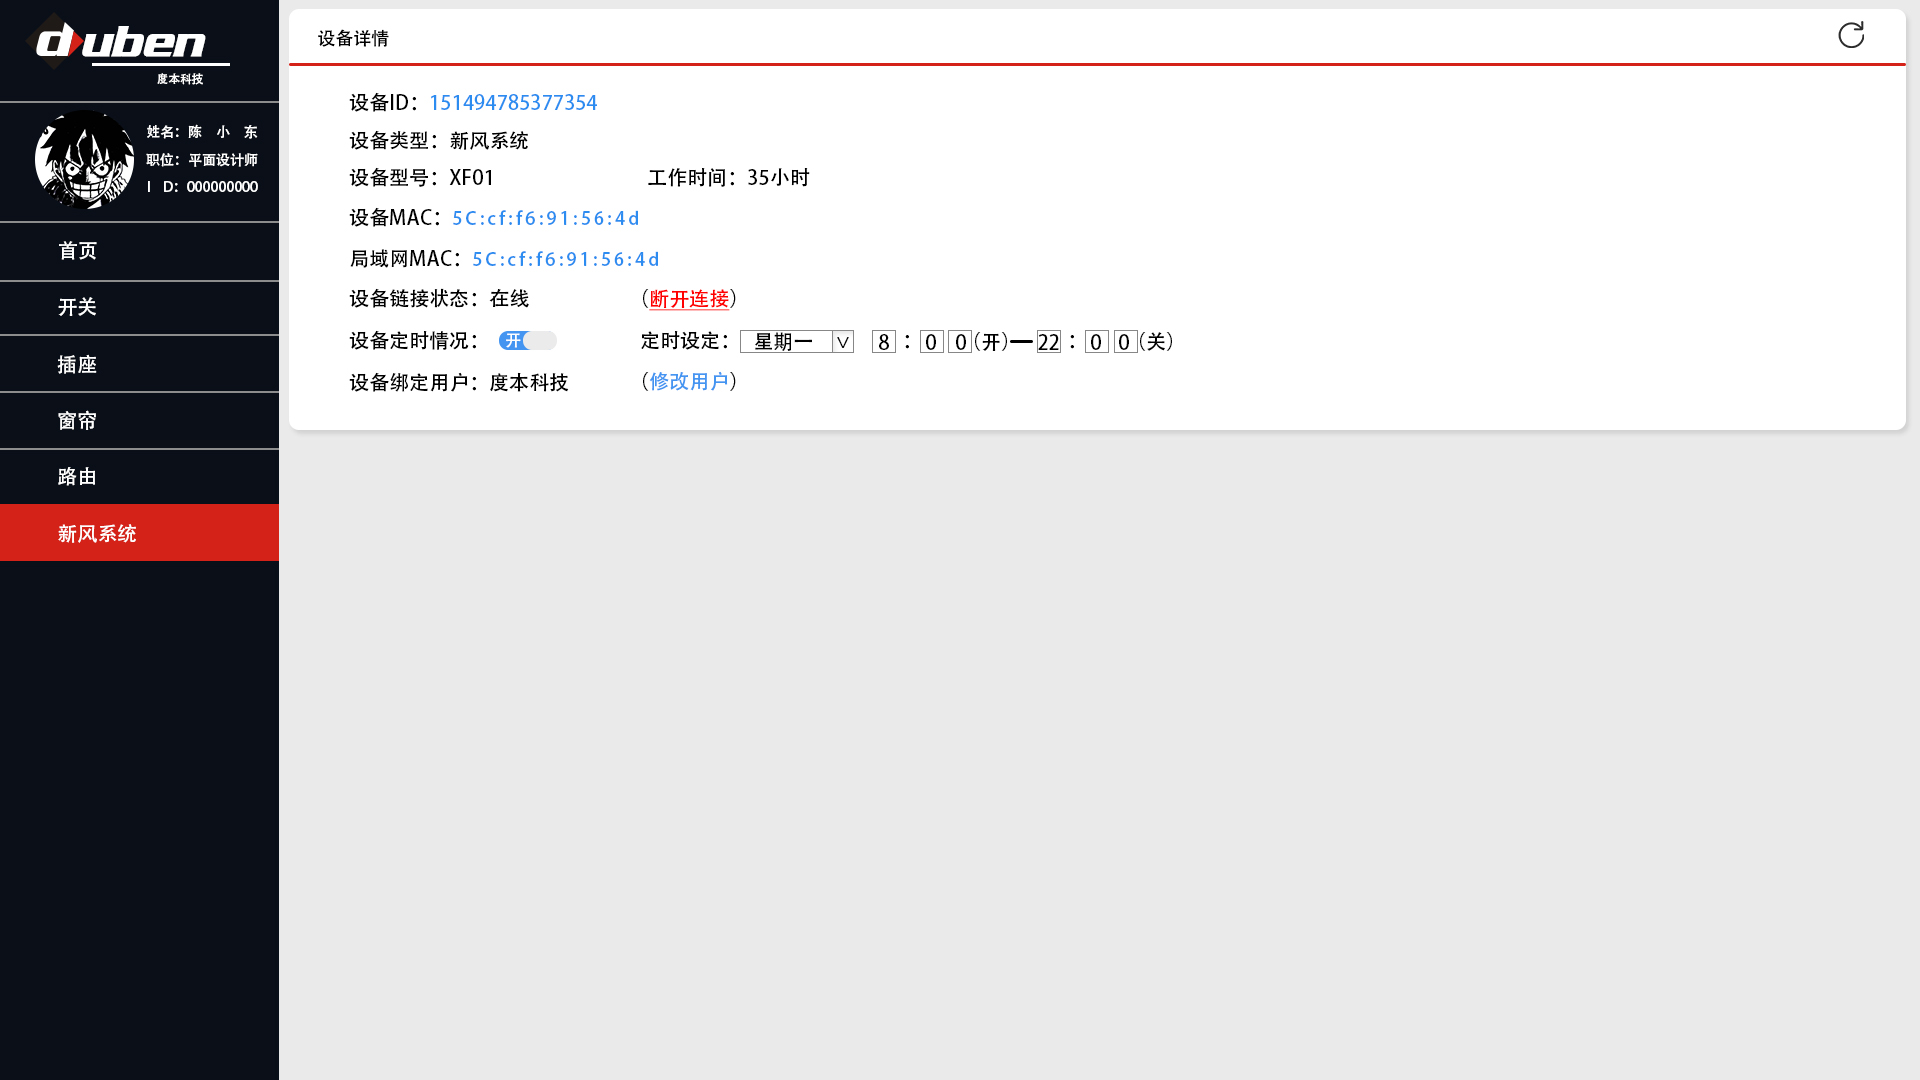 duben
度本科技
姓名：陈 小 东
职位：平面设计师
I D：000000000
首页
开关
插座
窗帘
路由
新风系统
设备详情
设备ID：151494785377354
设备类型：新风系统
设备型号：XF01 工作时间：35小时
设备MAC：5C:cf:f6:91:56:4d
局域网MAC：5C:cf:f6:91:56:4d
设备链接状态：在线 （断开连接）
设备定时情况： 开 定时设定： 星期一 8 ： 0 0 （开）— 22 ： 0 0 （关）
设备绑定用户：度本科技 （修改用户）